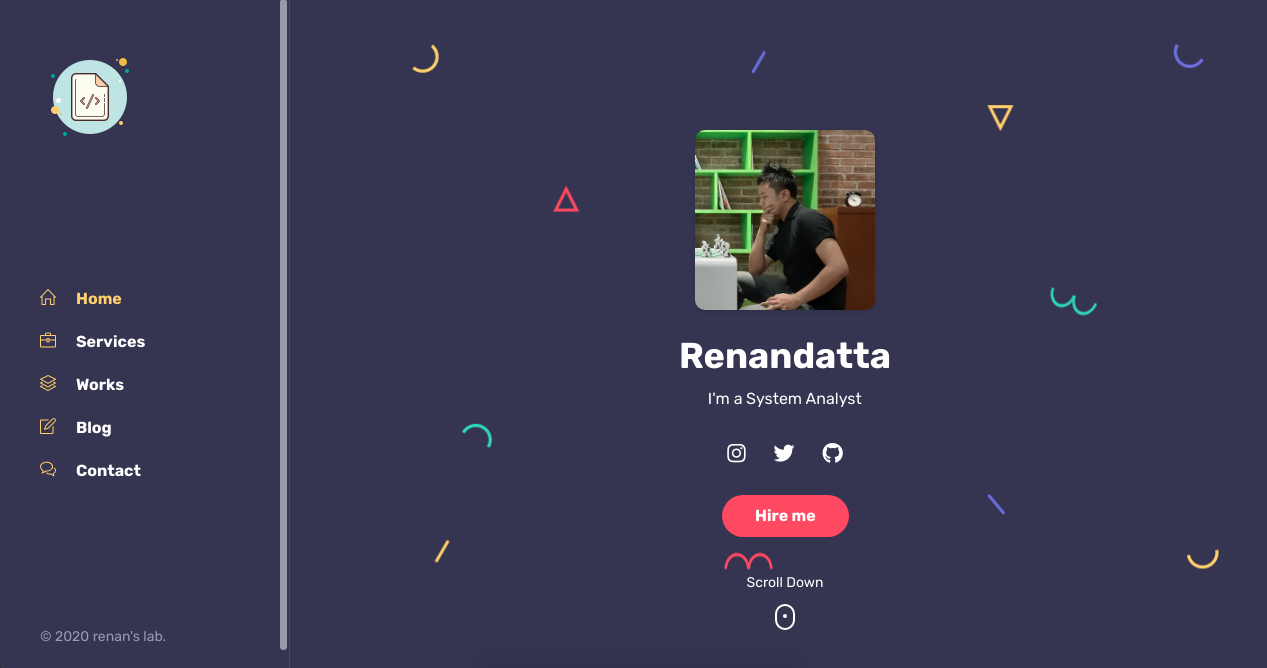 </>
Home
Services
Works
Blog
Contact
© 2020 renan's lab.
Renandatta
I'm a System Analyst
Hire me
Scroll Down